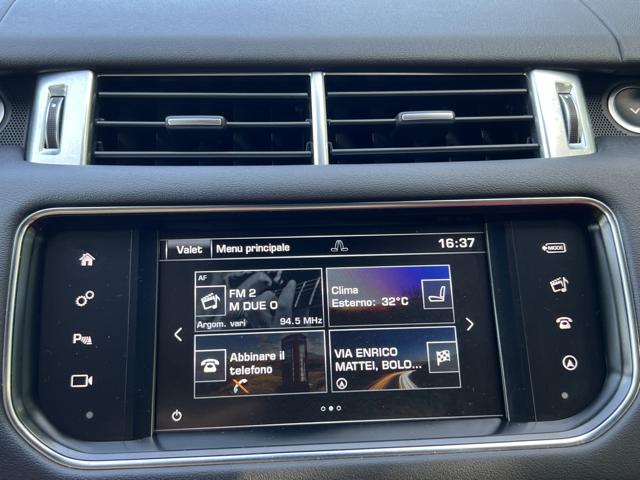 Valet Menu principale 16:37
AF
FM 2
M DUE O
Argom. vari 94.5 MHz
Clima
Esterno: 32°C
Abbinare il
telefono
VIA ENRICO
MATTEI, BOLO...
P
MODE